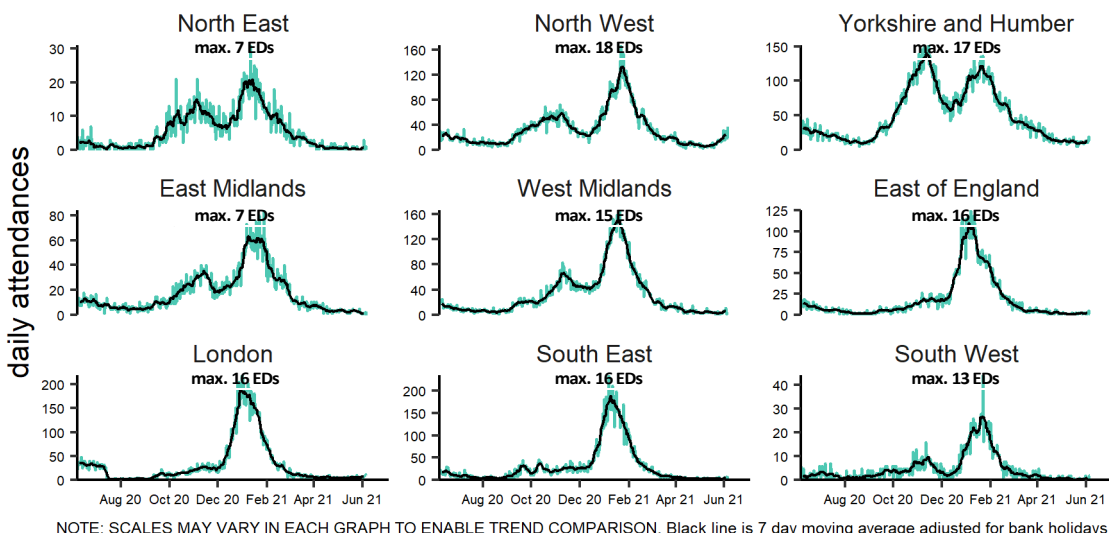 North East
max. 7 EDs
30
20
10
0
North West
max. 18 EDs
160
120
80
40
0
Yorkshire and Humber
max. 17 EDs
150
100
50
0
daily attendances
East Midlands
max. 7 EDs
80
60
40
20
0
West Midlands
max. 15 EDs
160
120
80
40
0
East of England
max. 16 EDs
125
100
75
50
25
0
London
max. 16 EDs
200
150
100
50
0
Aug 20 Oct 20 Dec 20 Feb 21 Apr 21 Jun 21
South East
max. 16 EDs
200
150
100
50
0
Aug 20 Oct 20 Dec 20 Feb 21 Apr 21 Jun 21
South West
max. 13 EDs
40
30
20
10
0
Aug 20 Oct 20 Dec 20 Feb 21 Apr 21 Jun 21
NOTE: SCALES MAY VARY IN EACH GRAPH TO ENABLE TREND COMPARISON. Black line is 7 day moving average adjusted for bank holidays